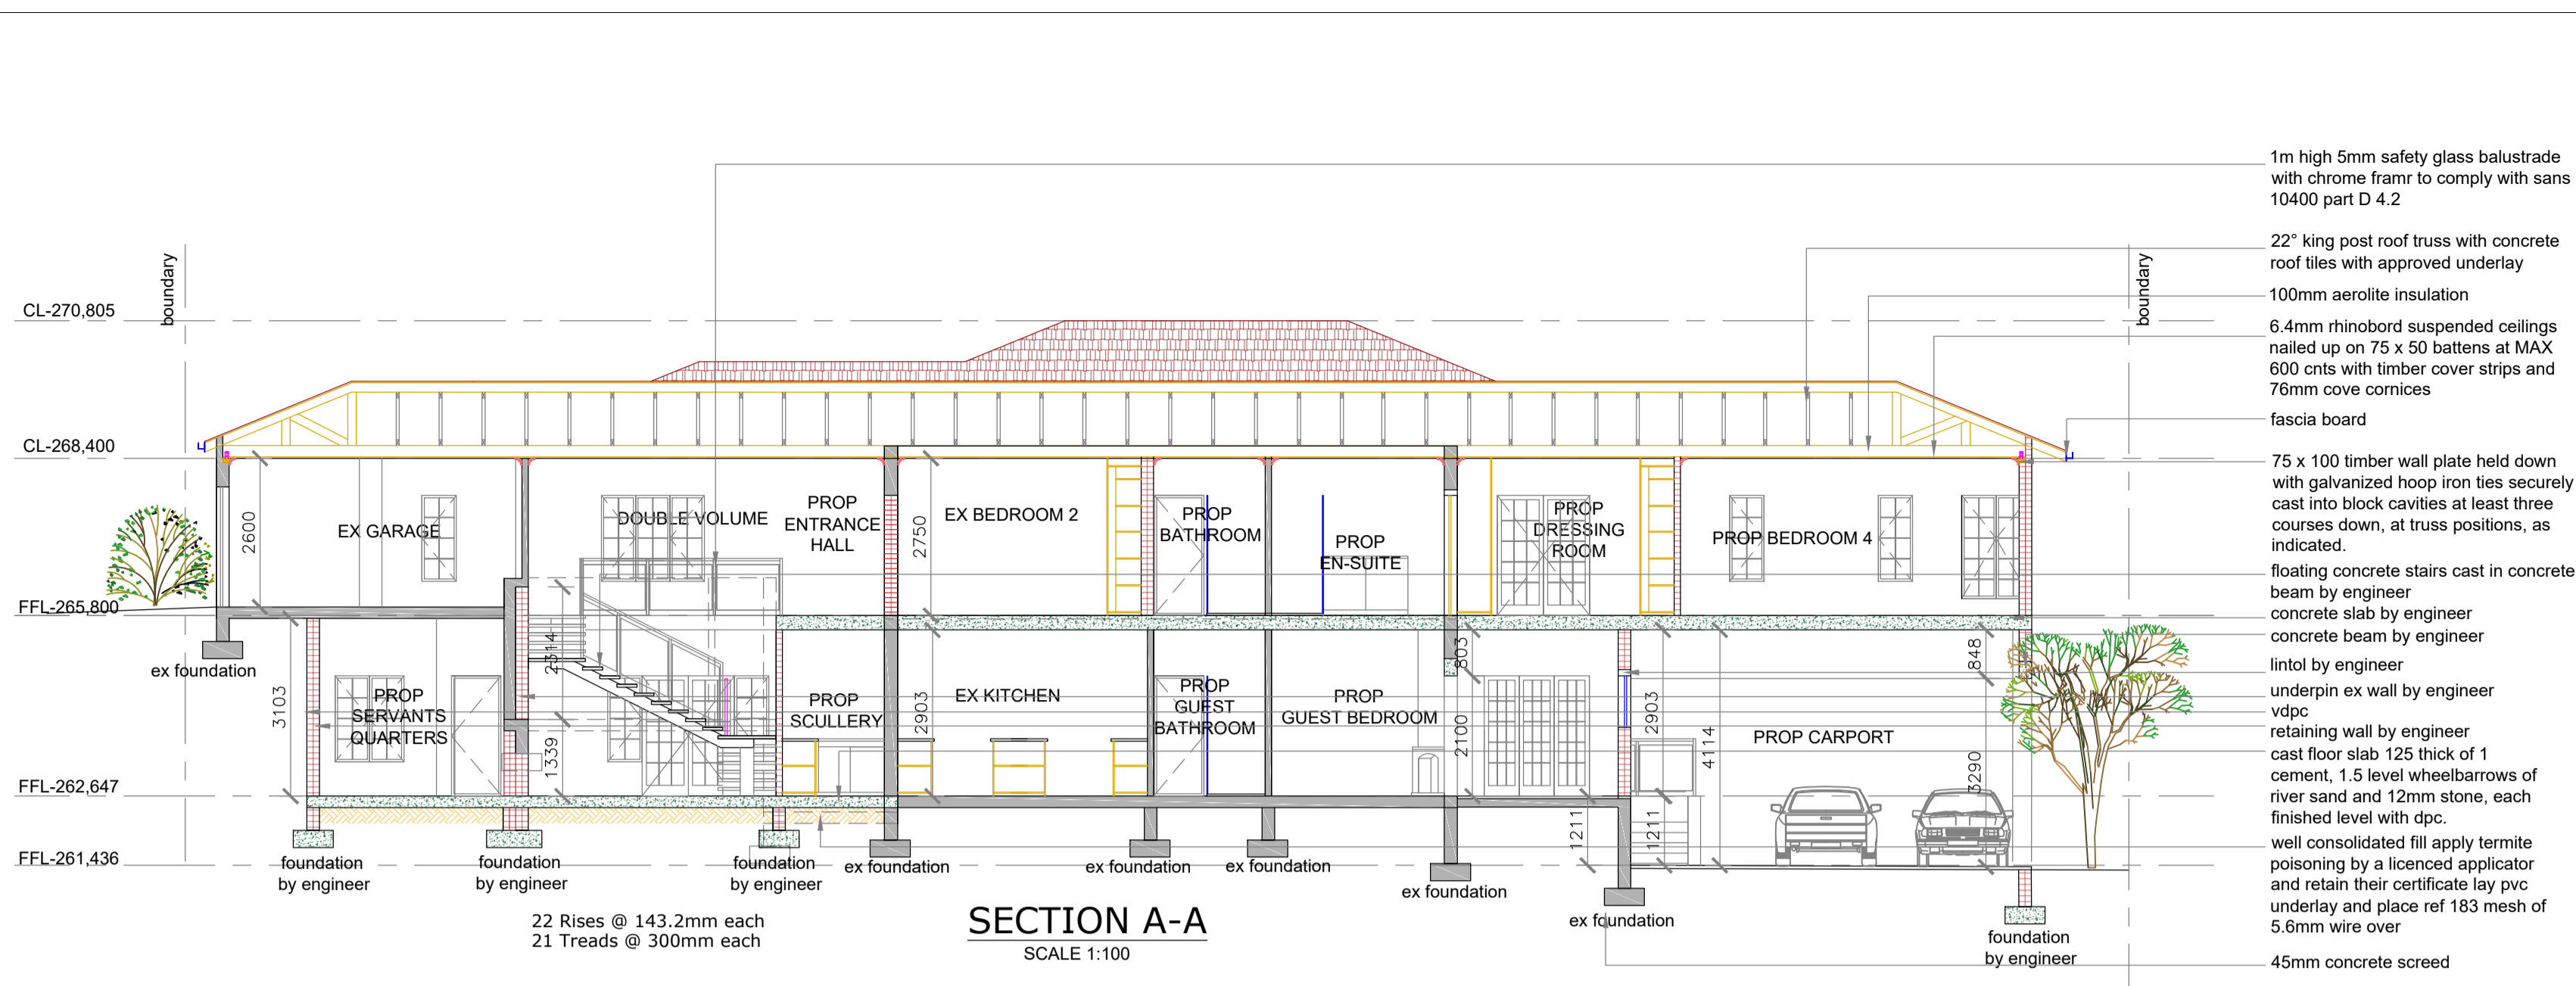 1m high 5mm safety glass balustrade
with chrome framr to comply with sans
10400 part D 4.2
22° king post roof truss with concrete
roof tiles with approved underlay
100mm aerolite insulation
6.4mm rhinobord suspended ceilings
nailed up on 75 x 50 battens at MAX
600 cnts with timber cover strips and
76mm cove cornices
fascia board
75 x 100 timber wall plate held down
with galvanized hoop iron ties securely
cast into block cavities at least three
courses down, at truss positions, as
indicated.
floating concrete stairs cast in concrete
beam by engineer
concrete slab by engineer
concrete beam by engineer
lintol by engineer
underpin ex wall by engineer
vdpc
retaining wall by engineer
cast floor slab 125 thick of 1
cement, 1.5 level wheelbarrows of
river sand and 12mm stone, each
finished level with dpc.
well consolidated fill apply termite
poisoning by a licenced applicator
and retain their certificate lay pvc
underlay and place ref 183 mesh of
5.6mm wire over
45mm concrete screed
boundary
boundary
CL-270,805
CL-268,400
FFL-265,800
FFL-262,647
FFL-261,436
2600
EX GARAGE
DOUBLE VOLUME
PROP
ENTRANCE
HALL
2750
EX BEDROOM 2
PROP
BATHROOM
PROP
EN-SUITE
PROP
DRESSING
ROOM
PROP BEDROOM 4
ex foundation
3103
PROP
SERVANTS
QUARTERS
2314
1339
PROP
SCULLERY
2903
EX KITCHEN
PROP
GUEST
BATHROOM
PROP
GUEST BEDROOM
803
2100
2903
4114
PROP CARPORT
848
3290
1211
1211
foundation
by engineer
foundation
by engineer
foundation
by engineer
ex foundation
ex foundation
ex foundation
ex foundation
ex foundation
foundation
by engineer
22 Rises @ 143.2mm each
21 Treads @ 300mm each
SECTION A-A
SCALE 1:100